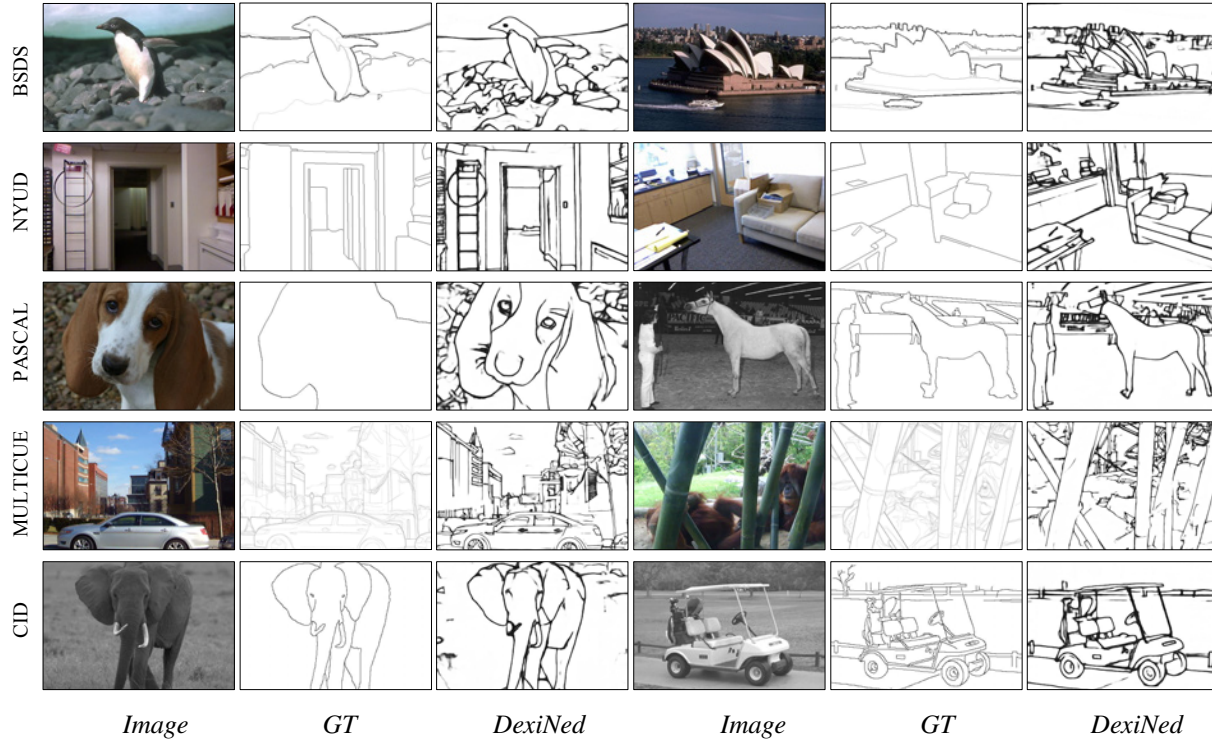 BSDS
NYUD
PASCAL
MULTICUE
CID
Image GT DexiNed Image GT DexiNed